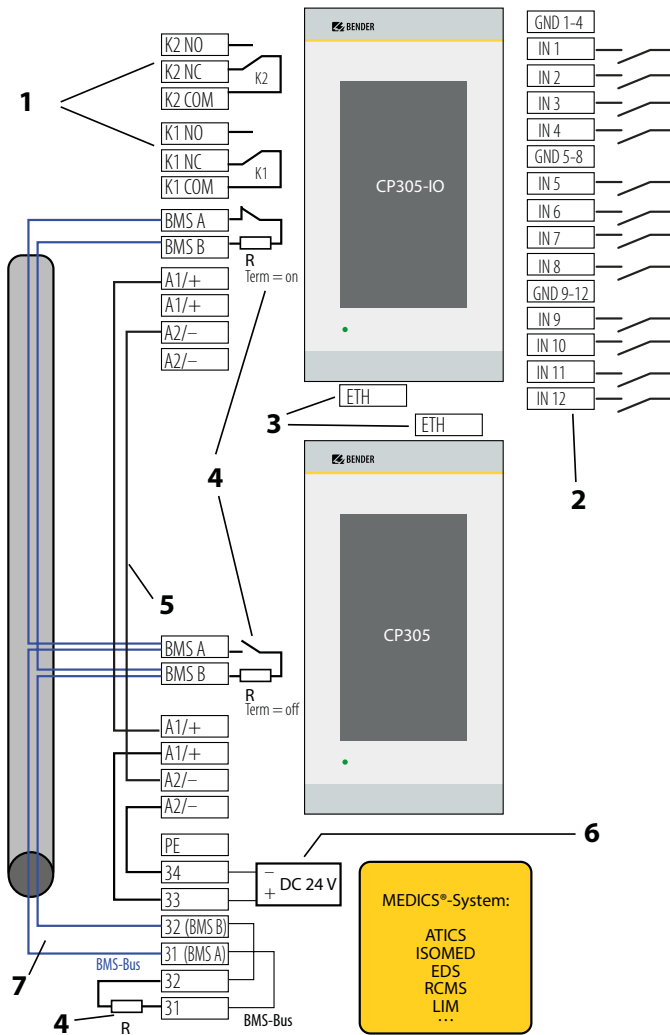 1
K2 NO
K2 NC
K2 COM
K2
K1 NO
K1 NC
K1 COM
K1
BMS A
BMS B
R
Term = on
A1/+
A1/+
A2/–
A2/–
BENDER
CP305-IO
GND 1-4
IN 1
IN 2
IN 3
IN 4
GND 5-8
IN 5
IN 6
IN 7
IN 8
GND 9-12
IN 9
IN 10
IN 11
IN 12
2
ETH
3
ETH
4
5
BENDER
CP305
BMS A
BMS B
R
Term = off
A1/+
A1/+
A2/–
A2/–
PE
34
33
–
+
DC 24 V
6
32 (BMS B)
31 (BMS A)
32
31
7
BMS-Bus
4
R
BMS-Bus
MEDICS®-System:
ATICS
ISOMED
EDS
RCMS
LIM
...